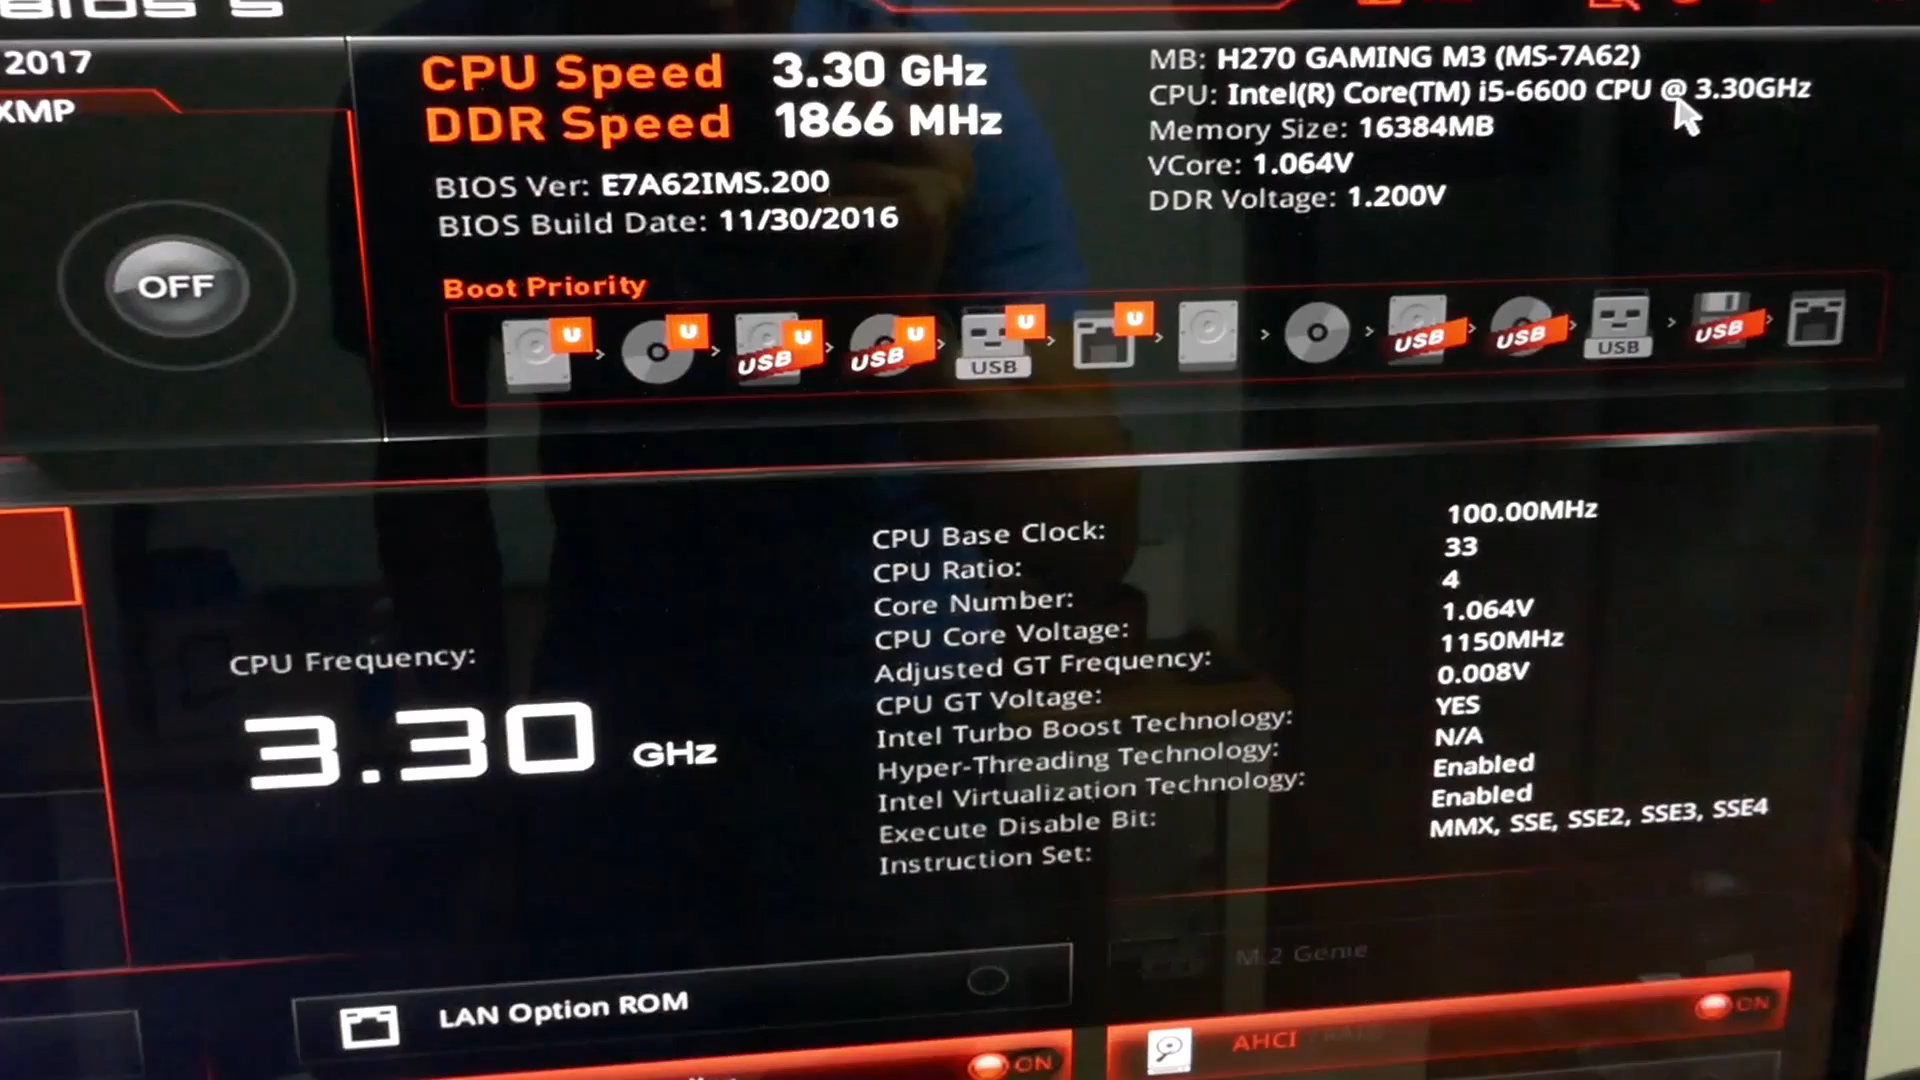 BIOS 5
2017
XMP
OFF
CPU Speed 3.30 GHz
DDR Speed 1866 MHz
BIOS Ver: E7A62IMS.200
BIOS Build Date: 11/30/2016
MB: H270 GAMING M3 (MS-7A62)
CPU: Intel(R) Core(TM) i5-6600 CPU @ 3.30GHz
Memory Size: 16384MB
VCore: 1.064V
DDR Voltage: 1.200V
Boot Priority
U U USB U USB U USB U U USB USB USB USB
CPU Frequency:
3.30 GHz
CPU Base Clock: 100.00MHz
CPU Ratio: 33
Core Number: 4
CPU Core Voltage: 1.064V
Adjusted GT Frequency: 1150MHz
CPU GT Voltage: 0.008V
Intel Turbo Boost Technology: YES
Hyper-Threading Technology: N/A
Intel Virtualization Technology: Enabled
Execute Disable Bit: Enabled
Instruction Set: MMX, SSE, SSE2, SSE3, SSE4
M.2 Genie
LAN Option ROM
ON
AHCI / RAID
ON